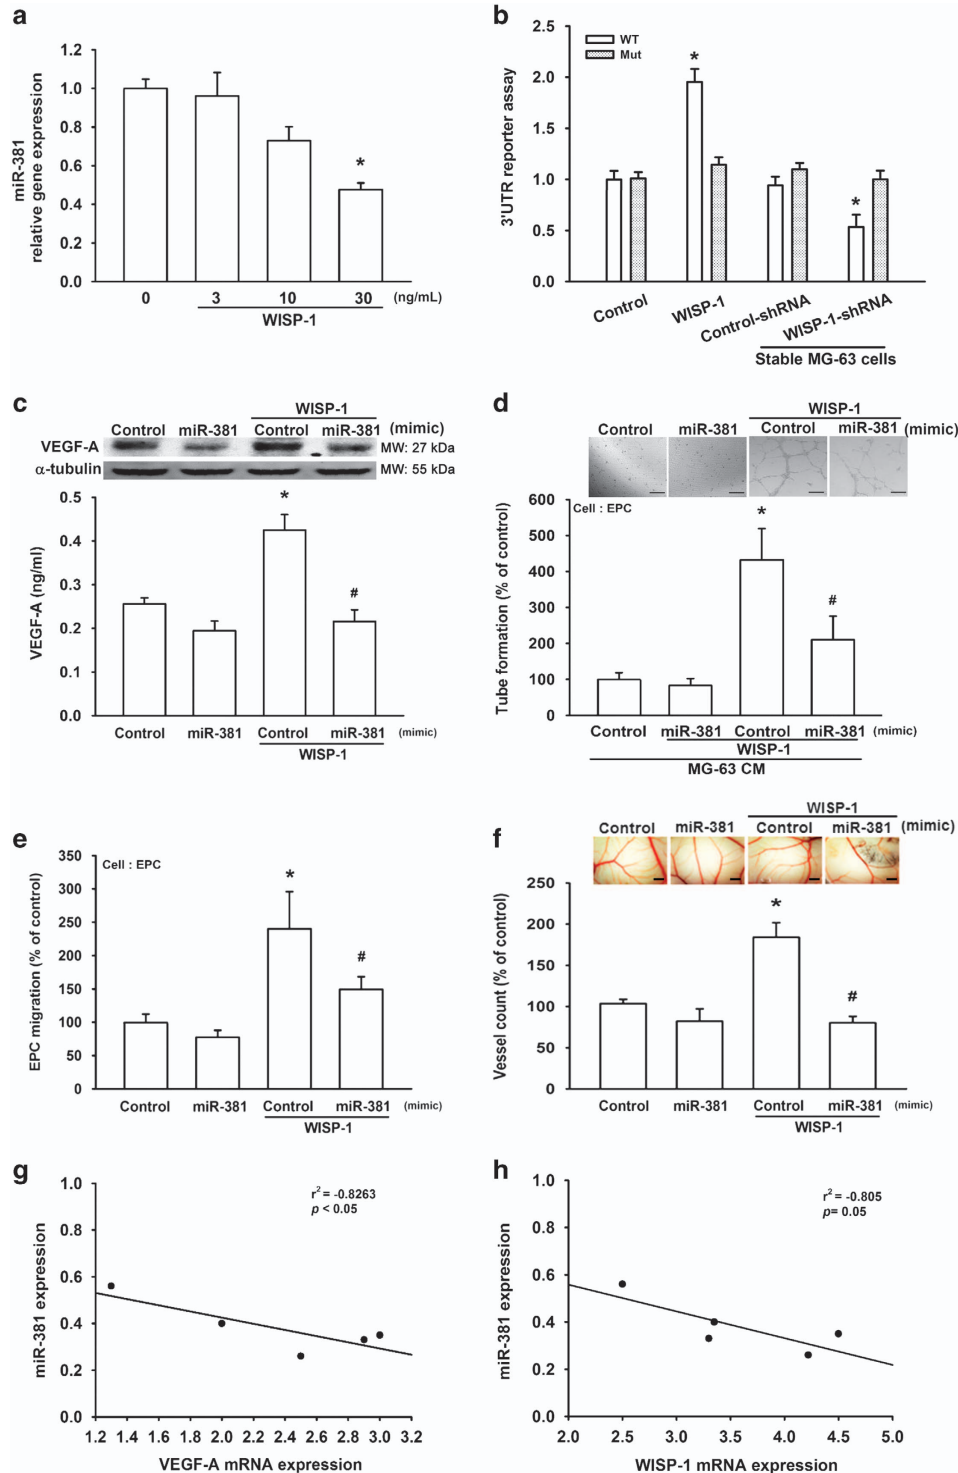 a
miR-381
relative gene expression
1.2
1.0
0.8
0.6
0.4
0.2
0.0
*
0 3 10 30 (ng/mL)
WISP-1
b
3'UTR reporter assay
2.5
2.0
1.5
1.0
0.5
0.0
WT
Mut
*
*
Control WISP-1 Control-shRNA WISP-1-shRNA
Stable MG-63 cells
c
WISP-1
Control miR-381 Control miR-381 (mimic)
VEGF-A MW: 27 kDa
α-tubulin MW: 55 kDa
VEGF-A (ng/ml)
0.5
0.4
0.3
0.2
0.1
0.0
*
#
Control miR-381 Control miR-381 (mimic)
WISP-1
d
WISP-1
Control miR-381 Control miR-381 (mimic)
Tube formation (% of control)
600
500
400
300
200
100
0
Cell : EPC
*
#
Control miR-381 Control miR-381 (mimic)
WISP-1
MG-63 CM
e
EPC migration (% of control)
350
300
250
200
150
100
50
0
Cell : EPC
*
#
Control miR-381 Control miR-381 (mimic)
WISP-1
f
WISP-1
Control miR-381 Control miR-381 (mimic)
Vessel count (% of control)
250
200
150
100
50
0
*
#
Control miR-381 Control miR-381 (mimic)
WISP-1
g
miR-381 expression
1.0
0.8
0.6
0.4
0.2
0.0
r² = -0.8263
p < 0.05
1.2 1.4 1.6 1.8 2.0 2.2 2.4 2.6 2.8 3.0 3.2
VEGF-A mRNA expression
h
miR-381 expression
1.0
0.8
0.6
0.4
0.2
0.0
r² = -0.805
p= 0.05
2.0 2.5 3.0 3.5 4.0 4.5 5.0
WISP-1 mRNA expression